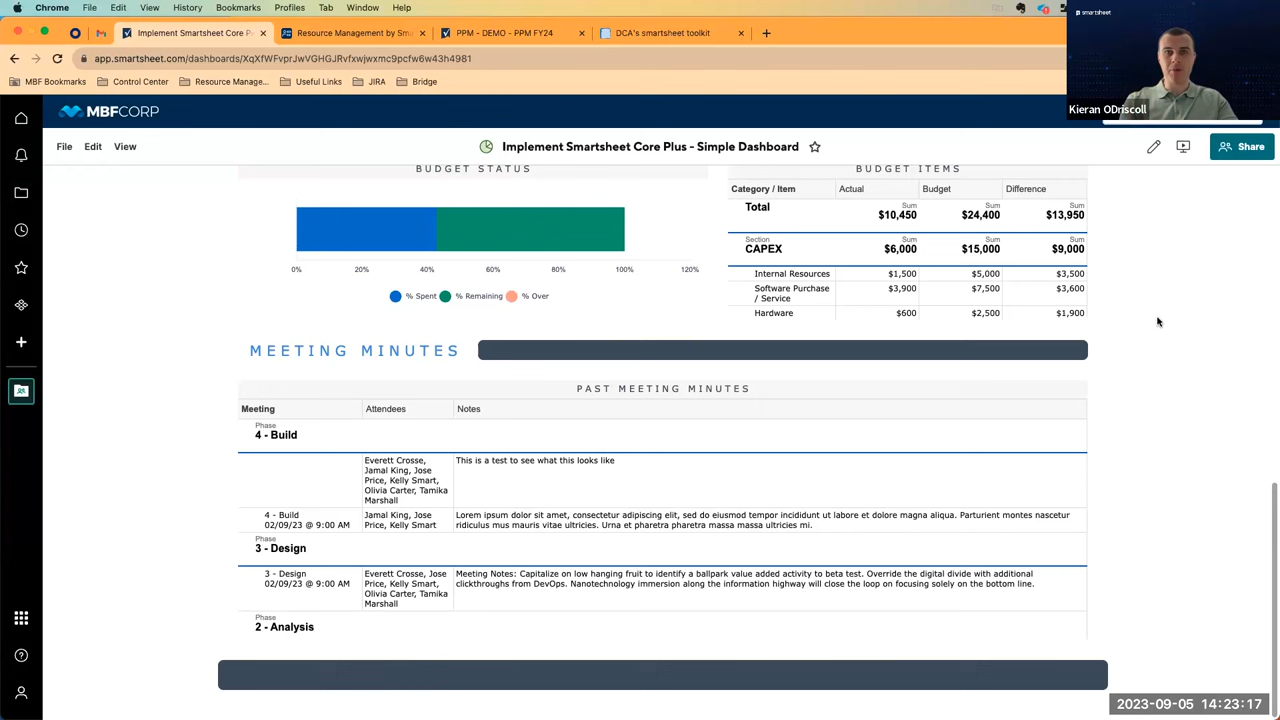 Chrome File Edit View History Bookmarks Profiles Tab Window Help
smartsheet
Implement Smartsheet Core P
Resource Management by Sm
PPM - DEMO - PPM FY24
DCA's smartsheet toolkit
app.smartsheet.com/dashboards/XqXfWFvprJwVGHGJRvfxwjwxmc9pcfw6w43h4981
MBF Bookmarks Control Center Resource Manage... Useful Links JIRA Bridge
Kieran ODriscoll
MBFCORP
File Edit View
Implement Smartsheet Core Plus - Simple Dashboard
Share
BUDGET STATUS
0% 20% 40% 60% 80% 100% 120%
% Spent % Remaining % Over
BUDGET ITEMS
Category / Item Actual Budget Difference
Sum Sum Sum
Total $10,450 $24,400 $13,950
Section Sum Sum Sum
CAPEX $6,000 $15,000 $9,000
Internal Resources $1,500 $5,000 $3,500
Software Purchase $3,900 $7,500 $3,600
/ Service
Hardware $600 $2,500 $1,900
MEETING MINUTES
PAST MEETING MINUTES
Meeting Attendees Notes
Phase
4 - Build
Everett Crosse, This is a test to see what this looks like
Jamal King, Jose
Price, Kelly Smart,
Olivia Carter, Tamika
Marshall
4 - Build Jamal King, Jose Lorem ipsum dolor sit amet, consectetur adipiscing elit, sed do eiusmod tempor incididunt ut labore et dolore magna aliqua. Parturient montes nascetur
02/09/23 @ 9:00 AM Price, Kelly Smart ridiculus mus mauris vitae ultricies. Urna et pharetra pharetra massa massa ultricies mi.
Phase
3 - Design
3 - Design Everett Crosse, Jose Meeting Notes: Capitalize on low hanging fruit to identify a ballpark value added activity to beta test. Override the digital divide with additional
02/09/23 @ 9:00 AM Price, Kelly Smart, clickthroughs from DevOps. Nanotechnology immersion along the information highway will close the loop on focusing solely on the bottom line.
Olivia Carter, Tamika
Marshall
Phase
2 - Analysis
2023-09-05 14:23:17